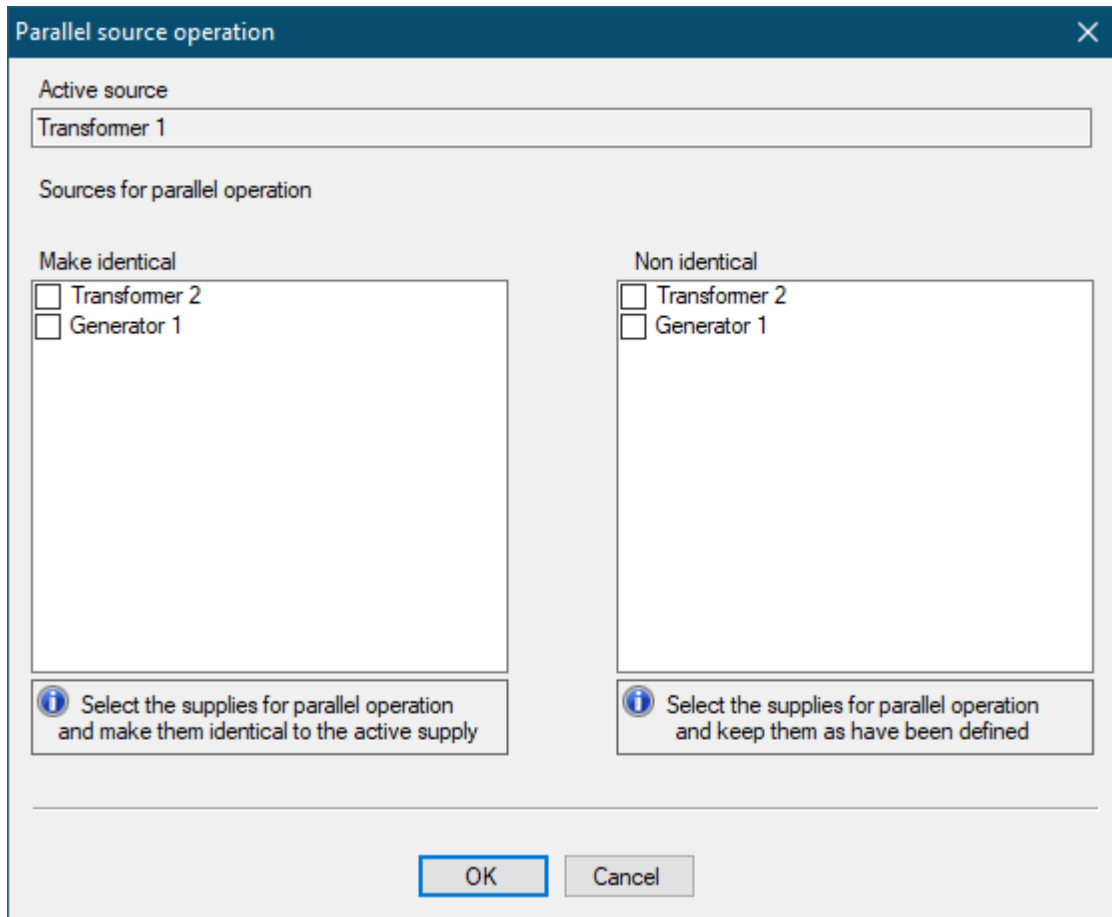 Parallel source operation
Active source
Transformer 1
Sources for parallel operation
Make identical
Transformer 2
Generator 1
Select the supplies for parallel operation
and make them identical to the active supply
Non identical
Transformer 2
Generator 1
Select the supplies for parallel operation
and keep them as have been defined
OK
Cancel